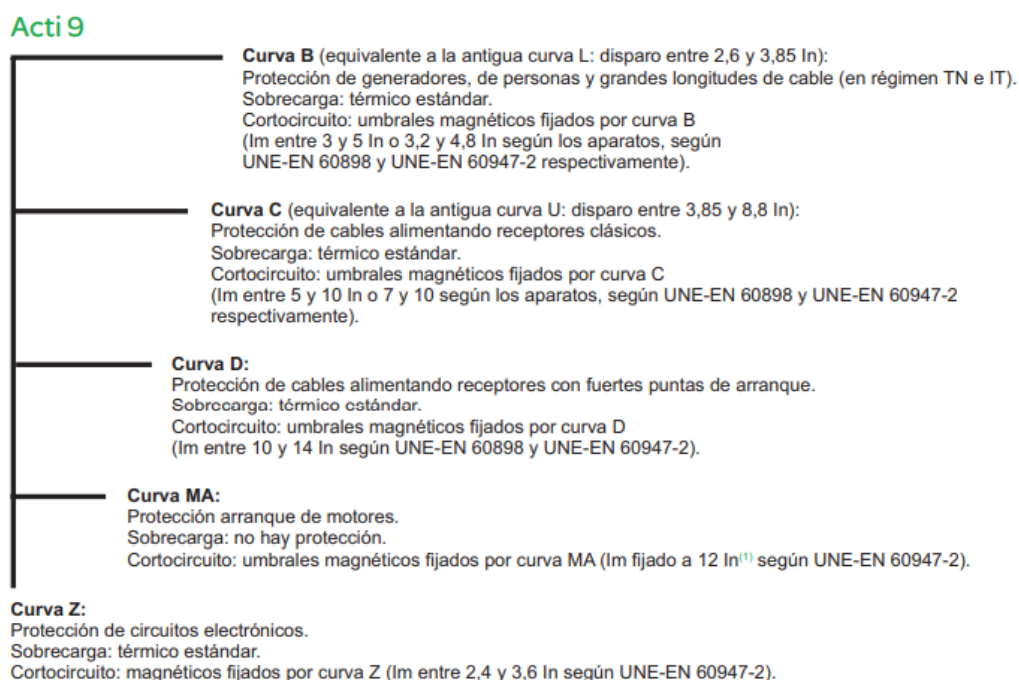 Acti 9
Curva B (equivalente a la antigua curva L: disparo entre 2,6 y 3,85 In):
Protección de generadores, de personas y grandes longitudes de cable (en régimen TN e IT).
Sobrecarga: térmico estándar.
Cortocircuito: umbrales magnéticos fijados por curva B
(Im entre 3 y 5 In o 3,2 y 4,8 In según los aparatos, según
UNE-EN 60898 y UNE-EN 60947-2 respectivamente).
Curva C (equivalente a la antigua curva U: disparo entre 3,85 y 8,8 In):
Protección de cables alimentando receptores clásicos.
Sobrecarga: térmico estándar.
Cortocircuito: umbrales magnéticos fijados por curva C
(Im entre 5 y 10 In o 7 y 10 según los aparatos, según UNE-EN 60898 y UNE-EN 60947-2
respectivamente).
Curva D:
Protección de cables alimentando receptores con fuertes puntas de arranque.
Sobrecarga: térmico estándar.
Cortocircuito: umbrales magnéticos fijados por curva D
(Im entre 10 y 14 In según UNE-EN 60898 y UNE-EN 60947-2).
Curva MA:
Protección arranque de motores.
Sobrecarga: no hay protección.
Cortocircuito: umbrales magnéticos fijados por curva MA (Im fijado a 12 In(1) según UNE-EN 60947-2).
Curva Z:
Protección de circuitos electrónicos.
Sobrecarga: térmico estándar.
Cortocircuito: magnéticos fijados por curva Z (Im entre 2,4 y 3,6 In según UNE-EN 60947-2).